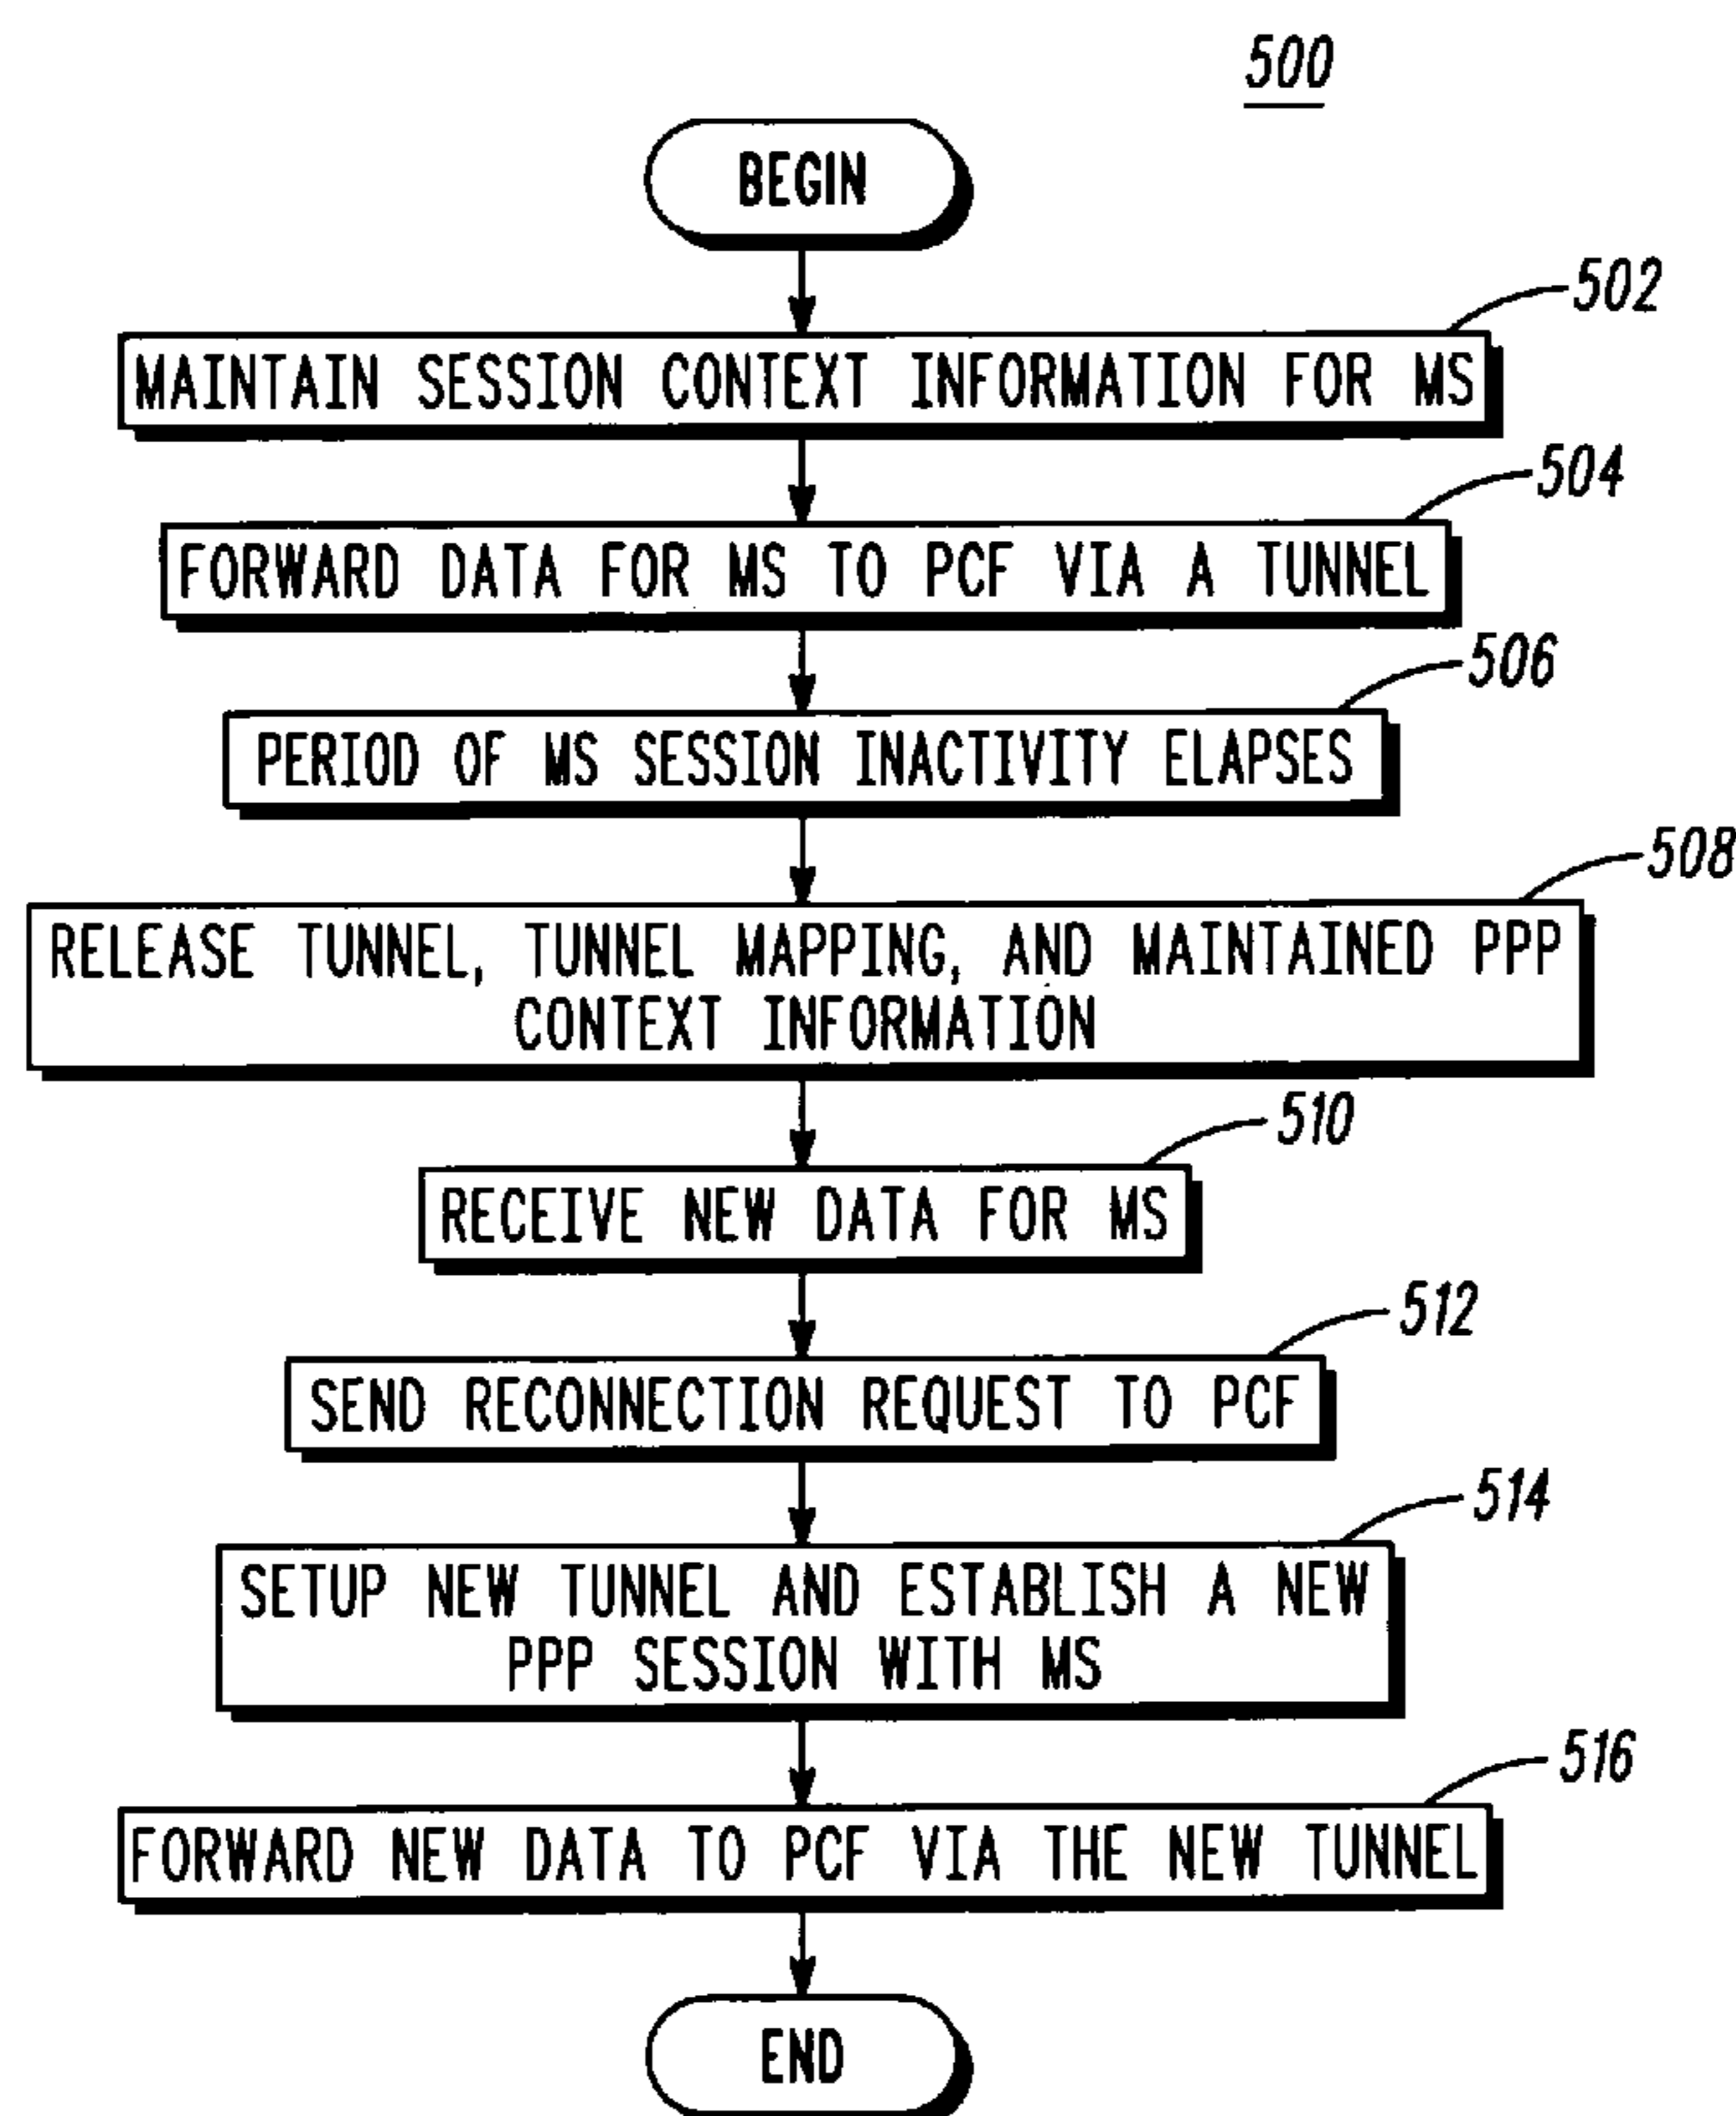 500
BEGIN
502
MAINTAIN SESSION CONTEXT INFORMATION FOR MS
504
FORWARD DATA FOR MS TO PCF VIA A TUNNEL
506
PERIOD OF MS SESSION INACTIVITY ELAPSES
508
RELEASE TUNNEL, TUNNEL MAPPING, AND MAINTAINED PPP
CONTEXT INFORMATION
510
RECEIVE NEW DATA FOR MS
512
SEND RECONNECTION REQUEST TO PCF
514
SETUP NEW TUNNEL AND ESTABLISH A NEW
PPP SESSION WITH MS
516
FORWARD NEW DATA TO PCF VIA THE NEW TUNNEL
END